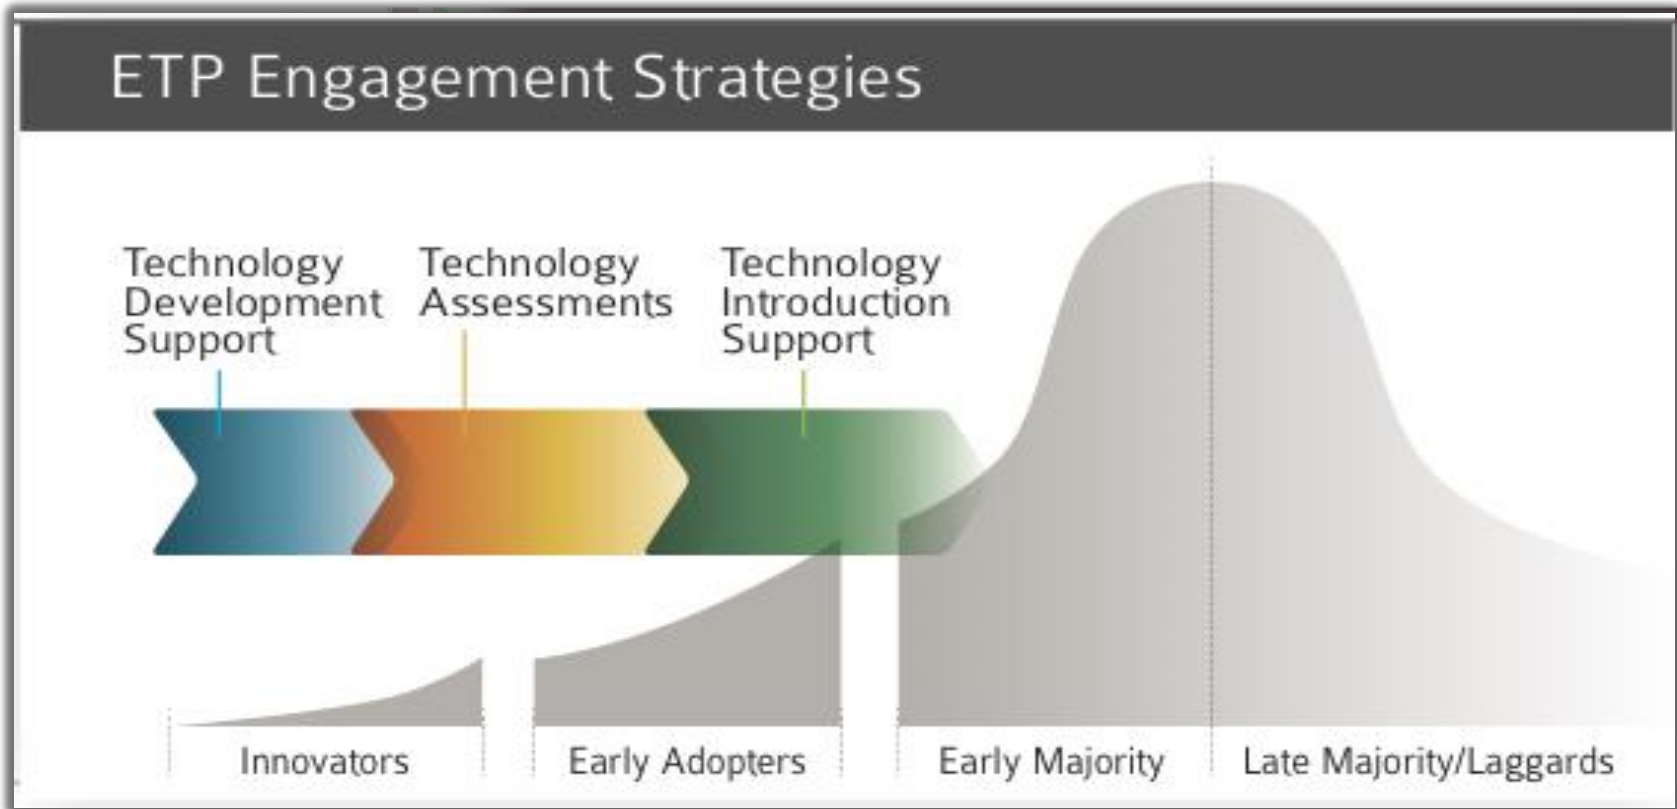 ETP Engagement Strategies
Technology
Development
Support
Technology
Assessments
Technology
Introduction
Support
Innovators
Early Adopters
Early Majority
Late Majority/Laggards